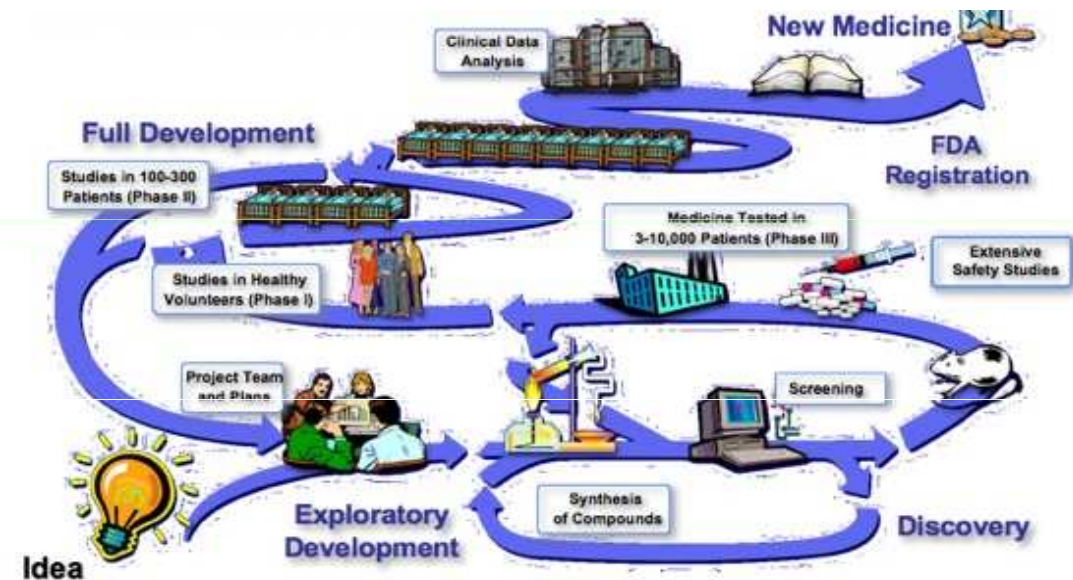 New Medicine
Clinical Data
Analysis
Full Development
FDA
Registration
Studies in 100-300
Patients (Phase II)
Medicine Tested in
3-10,000 Patients (Phase III)
Extensive
Safety Studies
Studies in Healthy
Volunteers (Phase I)
Project Team
and Plans
Screening
Synthesis
of Compounds
Exploratory
Development
Discovery
Idea